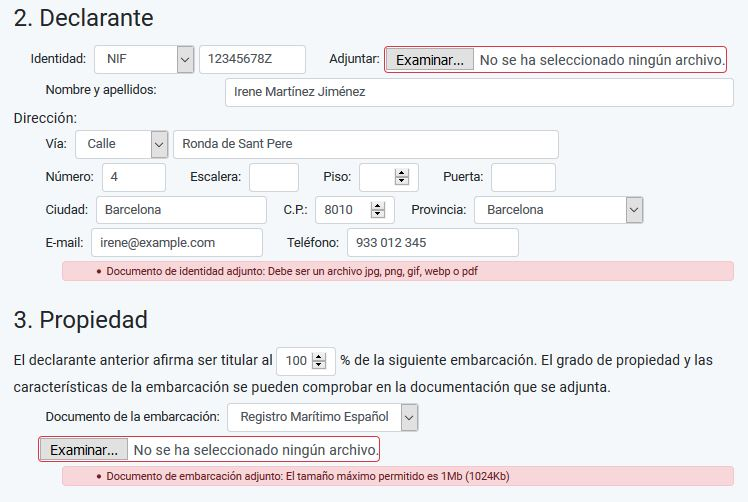 2. Declarante
Identidad: NIF 12345678Z Adjuntar: Examinar... No se ha seleccionado ningún archivo.
Nombre y apellidos: Irene Martínez Jiménez
Dirección:
Vía: Calle Ronda de Sant Pere
Número: 4 Escalera: Piso: Puerta:
Ciudad: Barcelona C.P.: 8010 Provincia: Barcelona
E-mail: irene@example.com Teléfono: 933 012 345
• Documento de identidad adjunto: Debe ser un archivo jpg, png, gif, webp o pdf
3. Propiedad
El declarante anterior afirma ser titular al 100 % de la siguiente embarcación. El grado de propiedad y las
características de la embarcación se pueden comprobar en la documentación que se adjunta.
Documento de la embarcación: Registro Marítimo Español
Examinar... No se ha seleccionado ningún archivo.
• Documento de embarcación adjunto: El tamaño máximo permitido es 1Mb (1024Kb)